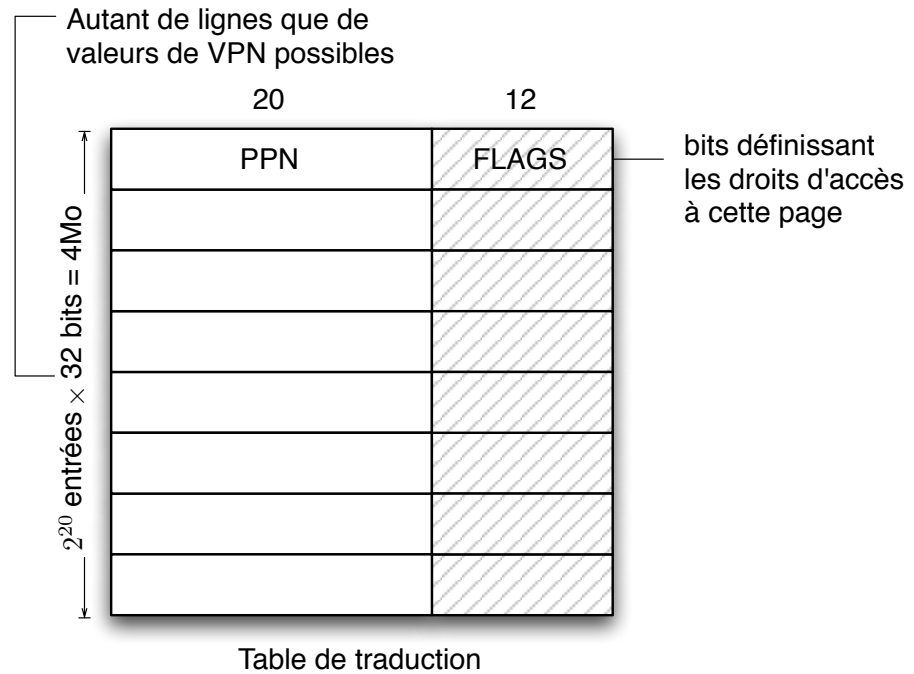 Autant de lignes que de
valeurs de VPN possibles
20
12
PPN
FLAGS
bits définissant
les droits d'accès
à cette page
2²⁰ entrées × 32 bits = 4Mo
Table de traduction